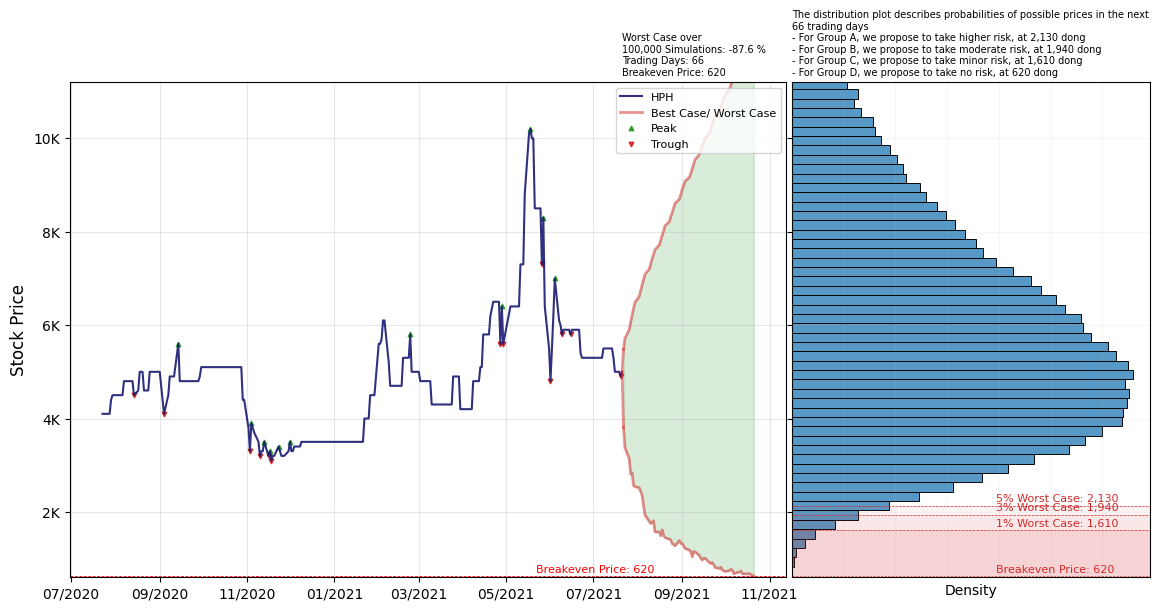 The distribution plot describes probabilities of possible prices in the next
66 trading days
- For Group A, we propose to take higher risk, at 2,130 dong
- For Group B, we propose to take moderate risk, at 1,940 dong
- For Group C, we propose to take minor risk, at 1,610 dong
- For Group D, we propose to take no risk, at 620 dong
Worst Case over
100,000 Simulations: -87.6 %
Trading Days: 66
Breakeven Price: 620
HPH
Best Case/ Worst Case
Peak
Trough
Stock Price
10K
8K
6K
4K
2K
5% Worst Case: 2,130
3% Worst Case: 1,940
1% Worst Case: 1,610
Breakeven Price: 620
Breakeven Price: 620
07/2020
09/2020
11/2020
01/2021
03/2021
05/2021
07/2021
09/2021
11/2021
Density